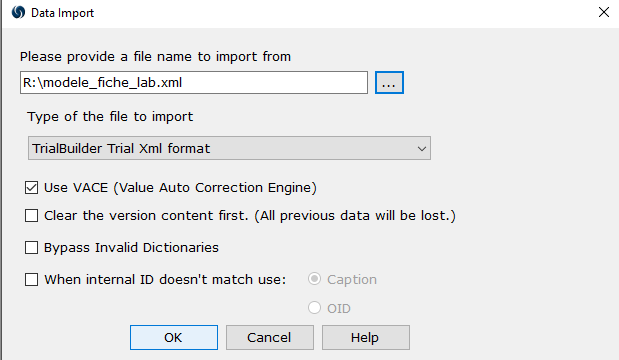 Data Import
Please provide a file name to import from
R:\modele_fiche_lab.xml
...
Type of the file to import
TrialBuilder Trial Xml format
Use VACE (Value Auto Correction Engine)
Clear the version content first. (All previous data will be lost.)
Bypass Invalid Dictionaries
When internal ID doesn't match use: Caption
OID
OK Cancel Help